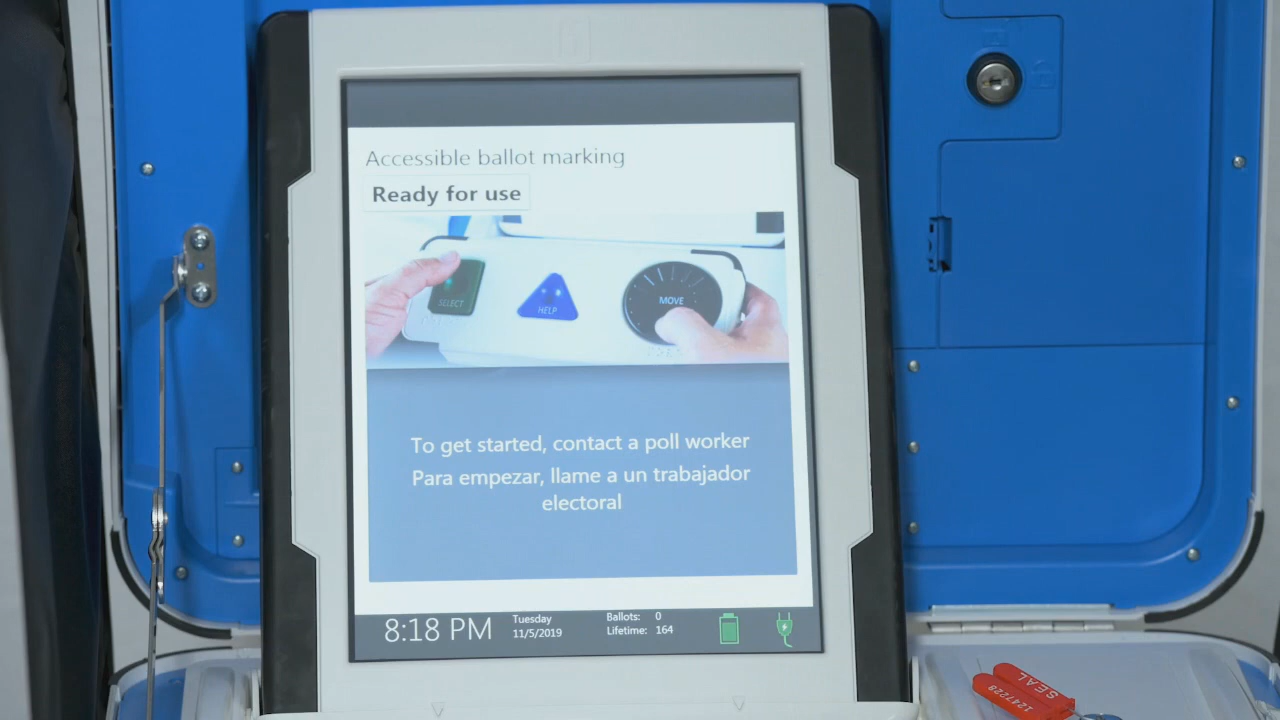 Accessible ballot marking
Ready for use
SELECT
HELP
MOVE
To get started, contact a poll worker
Para empezar, llame a un trabajador
electoral
8:18 PM
Tuesday
11/5/2019
Ballots: 0
Lifetime: 164
SEAL
1247228